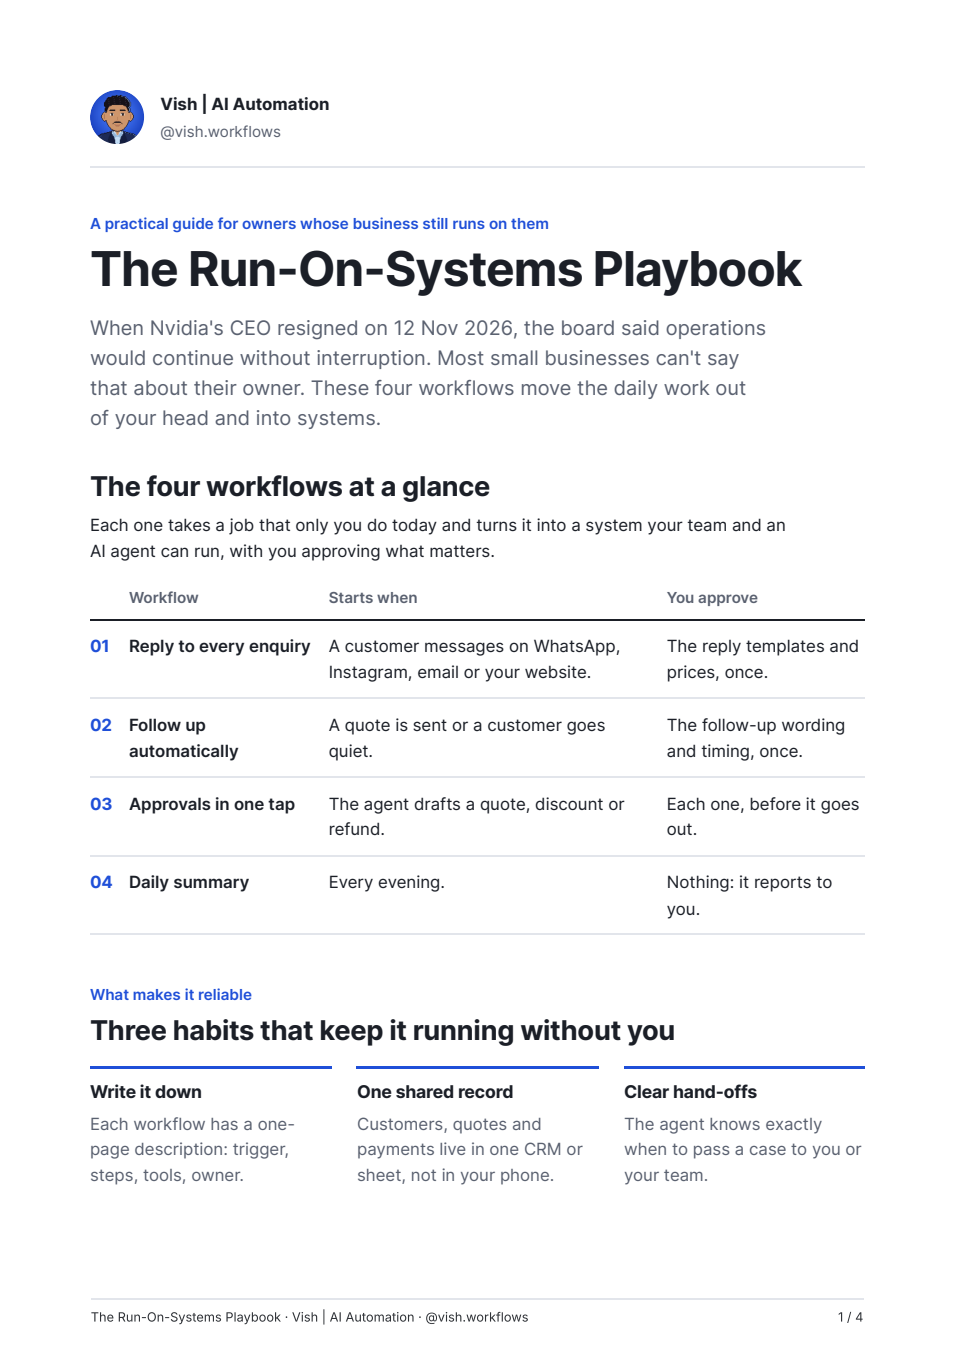 Vish | AI Automation
@vish.workflows
A practical guide for owners whose business still runs on them
The Run-On-Systems Playbook
When Nvidia's CEO resigned on 12 Nov 2026, the board said operations
would continue without interruption. Most small businesses can't say
that about their owner. These four workflows move the daily work out
of your head and into systems.
The four workflows at a glance
Each one takes a job that only you do today and turns it into a system your team and an
AI agent can run, with you approving what matters.
Workflow Starts when You approve
01 Reply to every enquiry A customer messages on WhatsApp, The reply templates and
Instagram, email or your website. prices, once.
02 Follow up A quote is sent or a customer goes The follow-up wording
automatically quiet. and timing, once.
03 Approvals in one tap The agent drafts a quote, discount or Each one, before it goes
refund. out.
04 Daily summary Every evening. Nothing: it reports to
you.
What makes it reliable
Three habits that keep it running without you
Write it down
Each workflow has a one-
page description: trigger,
steps, tools, owner.
One shared record
Customers, quotes and
payments live in one CRM or
sheet, not in your phone.
Clear hand-offs
The agent knows exactly
when to pass a case to you or
your team.
The Run-On-Systems Playbook · Vish | AI Automation · @vish.workflows 1 / 4